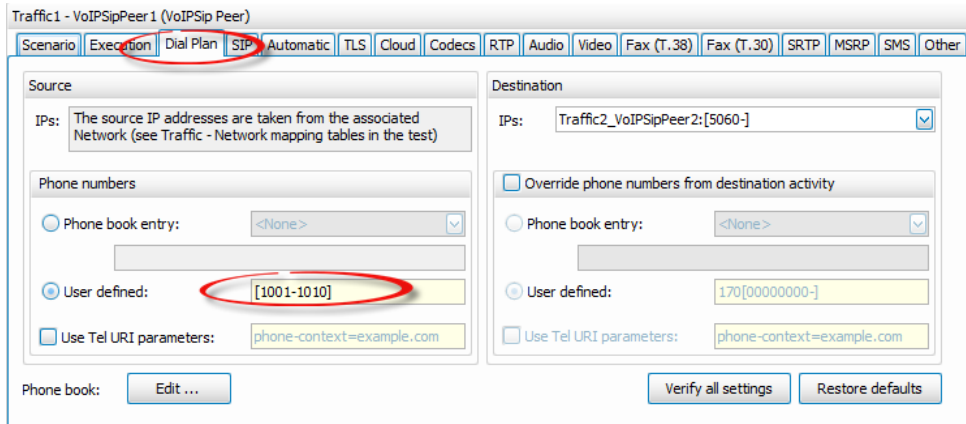 Traffic1 - VoIPSipPeer1 (VoIPSip Peer)
Scenario Execution Dial Plan SIP Automatic TLS Cloud Codecs RTP Audio Video Fax (T.38) Fax (T.30) SRTP MSRP SMS Other
Source
IPs: The source IP addresses are taken from the associated
Network (see Traffic - Network mapping tables in the test)
Phone numbers
Phone book entry: <None>
User defined: [1001-1010]
Use Tel URI parameters: phone-context=example.com
Destination
IPs: Traffic2_VoIPSipPeer2:[5060-]
Override phone numbers from destination activity
Phone book entry: <None>
User defined: 170[00000000-]
Use Tel URI parameters: phone-context=example.com
Phone book: Edit ... Verify all settings Restore defaults